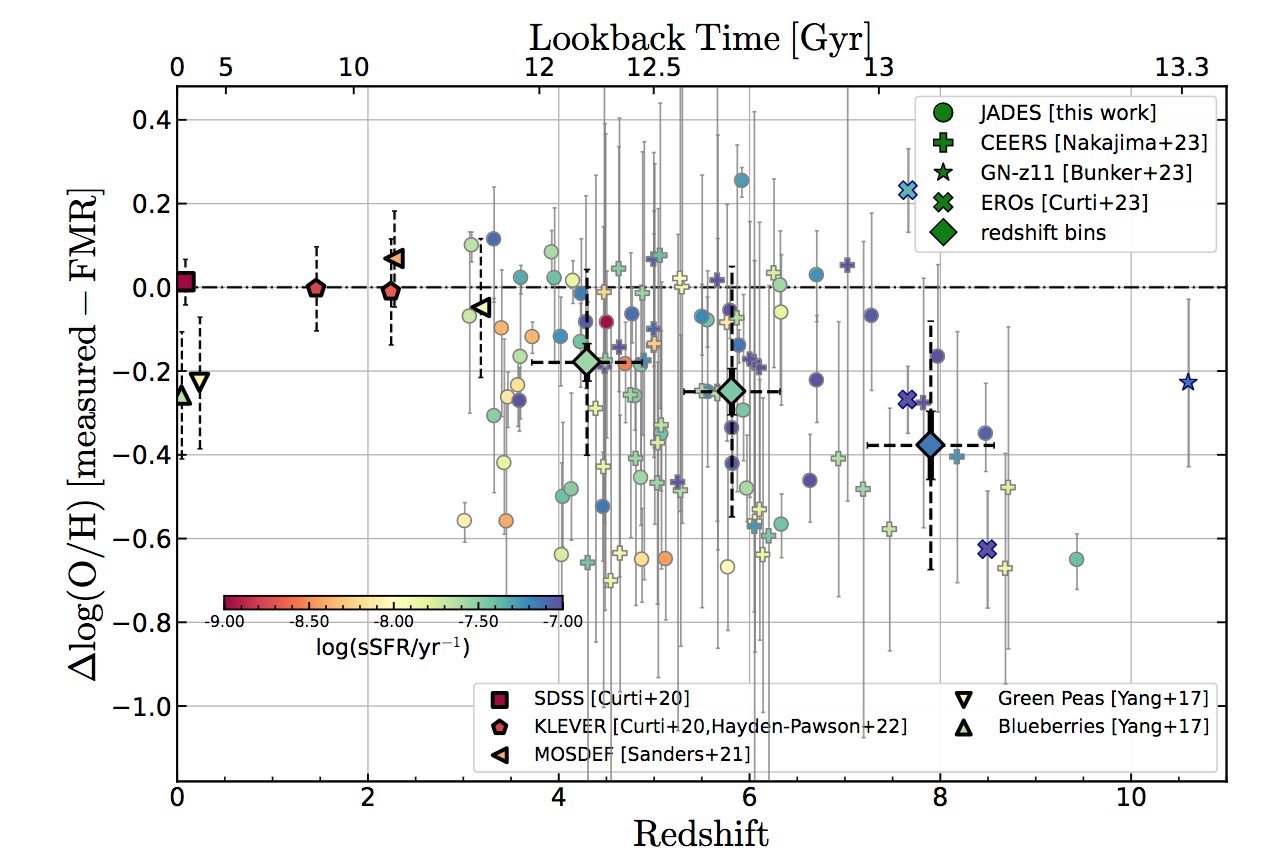 Lookback Time [Gyr]
0 5 10 12 12.5 13 13.3
Δlog(O/H) [measured − FMR]
0.4
0.2
0.0
−0.2
−0.4
−0.6
−0.8
−1.0
JADES [this work]
CEERS [Nakajima+23]
GN-z11 [Bunker+23]
EROs [Curti+23]
redshift bins
-9.00 -8.50 -8.00 -7.50 -7.00
log(sSFR/yr⁻¹)
SDSS [Curti+20]
KLEVER [Curti+20,Hayden-Pawson+22]
MOSDEF [Sanders+21]
Green Peas [Yang+17]
Blueberries [Yang+17]
0 2 4 6 8 10
Redshift